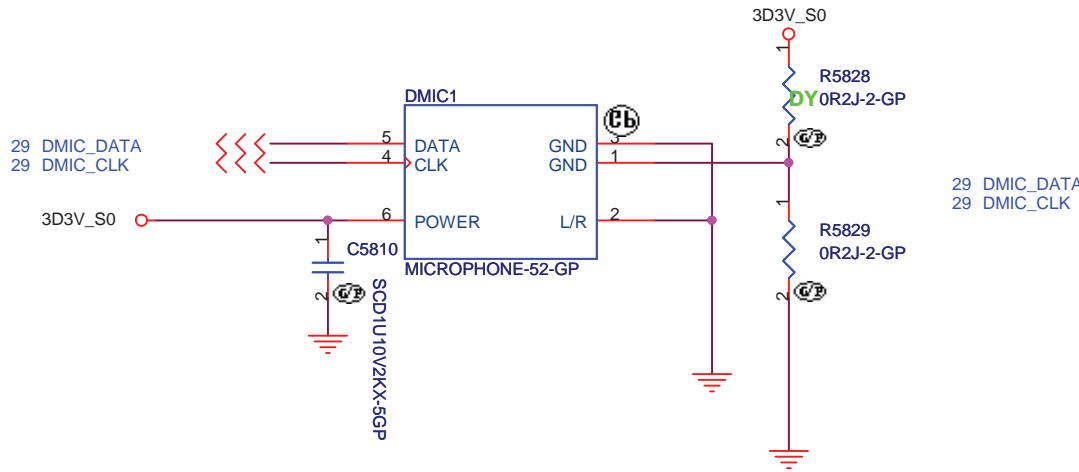 3D3V_S0
1
R5828
DY 0R2J-2-GP
2 G/P
DMIC1
Cb
29 DMIC_DATA
29 DMIC_CLK
5 DATA
4 CLK
GND 3
GND 1
29 DMIC_DATA
29 DMIC_CLK
3D3V_S0
6 POWER
L/R 2
1
R5829
0R2J-2-GP
2 G/P
1
C5810
2 G/P
SCD1U10V2KX-5GP
MICROPHONE-52-GP